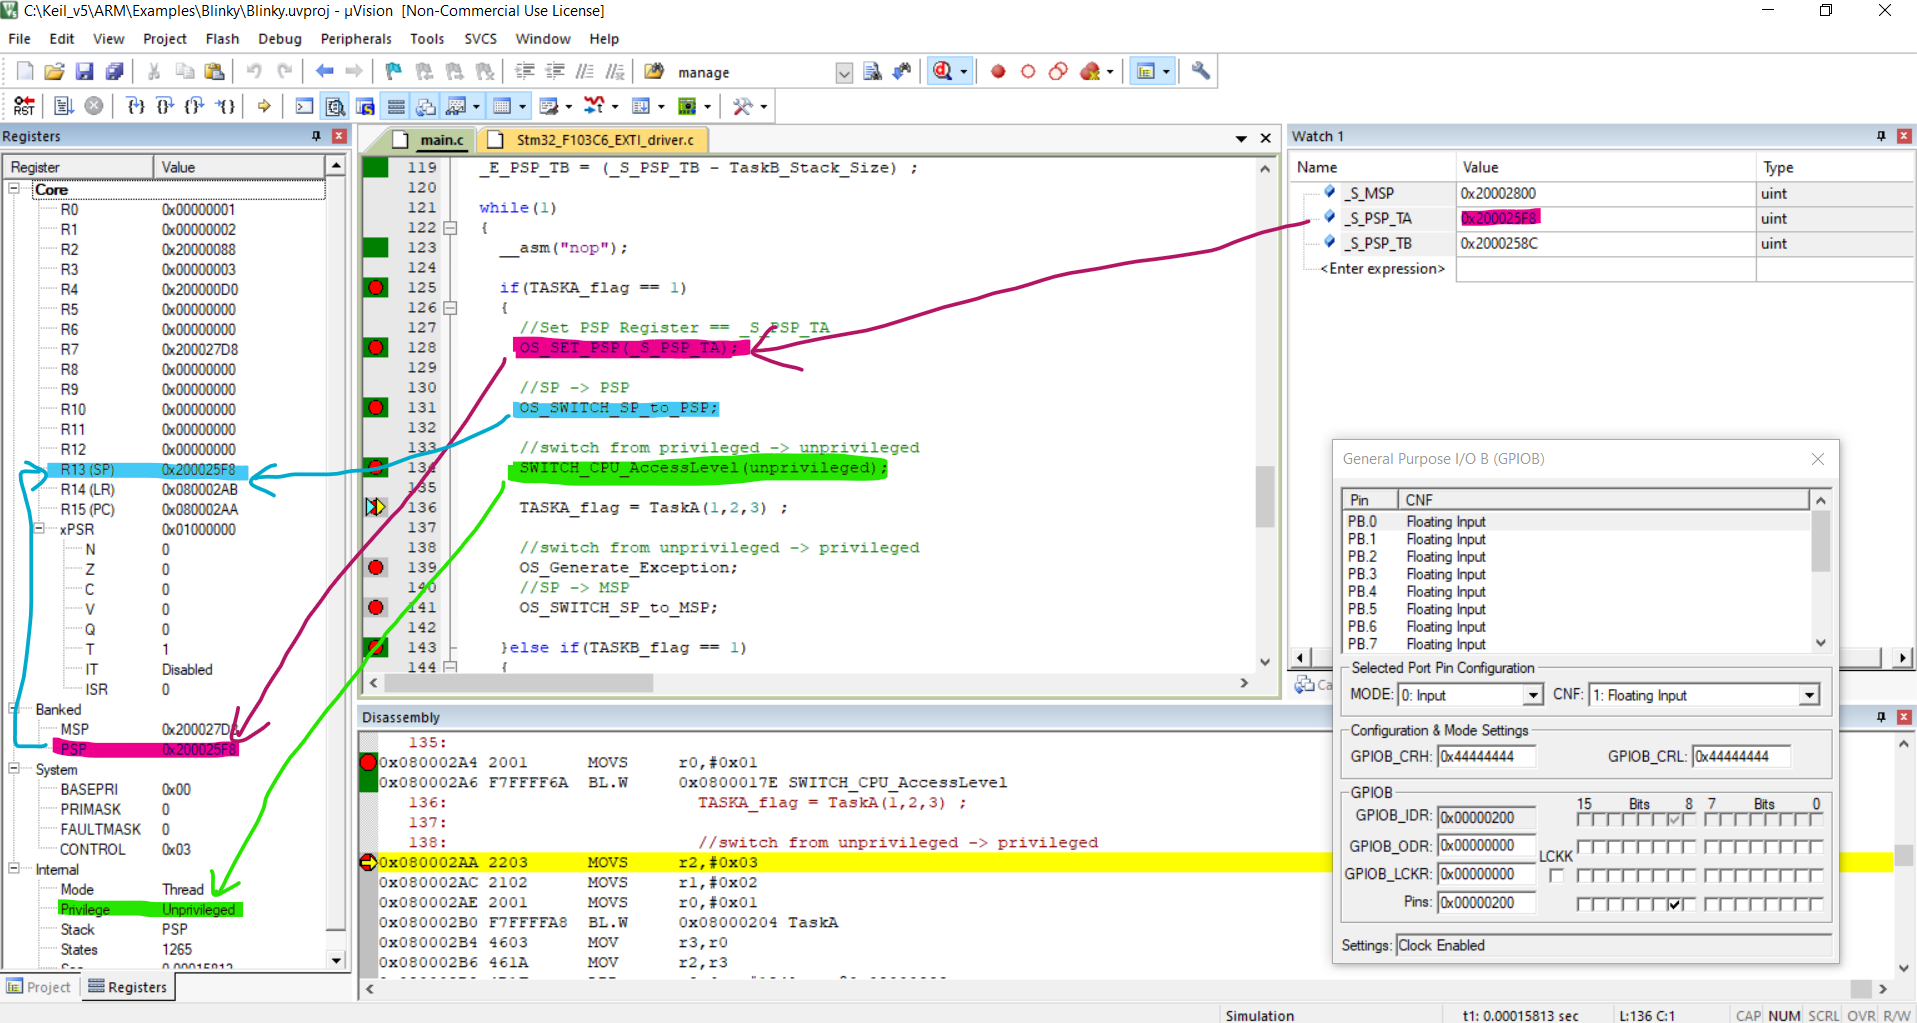 C:\Keil_v5\ARM\Examples\Blinky\Blinky.uvproj - µVision [Non-Commercial Use License]
File Edit View Project Flash Debug Peripherals Tools SVCS Window Help
manage
RST
Registers
Register Value
Core
R0 0x00000001
R1 0x00000002
R2 0x20000088
R3 0x00000003
R4 0x200000D0
R5 0x00000000
R6 0x00000000
R7 0x200027D8
R8 0x00000000
R9 0x00000000
R10 0x00000000
R11 0x00000000
R12 0x00000000
R13 (SP) 0x200025F8
R14 (LR) 0x080002AB
R15 (PC) 0x080002AA
xPSR 0x01000000
N 0
Z 0
C 0
V 0
Q 0
T 1
IT Disabled
ISR 0
Banked
MSP 0x200027D
PSP 0x200025F8
System
BASEPRI 0x00
PRIMASK 0
FAULTMASK 0
CONTROL 0x03
Internal
Mode Thread
Privilege Unprivileged
Stack PSP
States 1265
Project Registers
main.c Stm32_F103C6_EXTI_driver.c
119 _E_PSP_TB = (_S_PSP_TB - TaskB_Stack_Size) ;
120
121 while(1)
122 {
123 __asm("nop");
124
125 if(TASKA_flag == 1)
126 {
127 //Set PSP Register == _S_PSP_TA
128 OS_SET_PSP(_S_PSP_TA);
129
130 //SP -> PSP
131 OS_SWITCH_SP_to_PSP;
132
133 //switch from privileged -> unprivileged
134 SWITCH_CPU_AccessLevel(unprivileged);
135
136 TASKA_flag = TaskA(1,2,3) ;
137
138 //switch from unprivileged -> privileged
139 OS_Generate_Exception;
140 //SP -> MSP
141 OS_SWITCH_SP_to_MSP;
142
143 }else if(TASKB_flag == 1)
144 {
Watch 1
Name Value Type
_S_MSP 0x20002800 uint
_S_PSP_TA 0x200025F8 uint
_S_PSP_TB 0x2000258C uint
<Enter expression>
Ca
Disassembly
135:
0x080002A4 2001 MOVS r0,#0x01
0x080002A6 F7FFFF6A BL.W 0x0800017E SWITCH_CPU_AccessLevel
136: TASKA_flag = TaskA(1,2,3) ;
137:
138: //switch from unprivileged -> privileged
0x080002AA 2203 MOVS r2,#0x03
0x080002AC 2102 MOVS r1,#0x02
0x080002AE 2001 MOVS r0,#0x01
0x080002B0 F7FFFFA8 BL.W 0x08000204 TaskA
0x080002B4 4603 MOV r3,r0
0x080002B6 461A MOV r2,r3
General Purpose I/O B (GPIOB)
Pin CNF
PB.0 Floating Input
PB.1 Floating Input
PB.2 Floating Input
PB.3 Floating Input
PB.4 Floating Input
PB.5 Floating Input
PB.6 Floating Input
PB.7 Floating Input
Selected Port Pin Configuration
MODE: 0: Input CNF: 1: Floating Input
Configuration & Mode Settings
GPIOB_CRH: 0x44444444 GPIOB_CRL: 0x44444444
GPIOB
15 Bits 8 7 Bits 0
GPIOB_IDR: 0x00000200
GPIOB_ODR: 0x00000000
LCKK
GPIOB_LCKR: 0x00000000
Pins: 0x00000200
Settings: Clock Enabled
Simulation t1: 0.00015813 sec L:136 C:1 CAP NUM SCRL OVR R/W